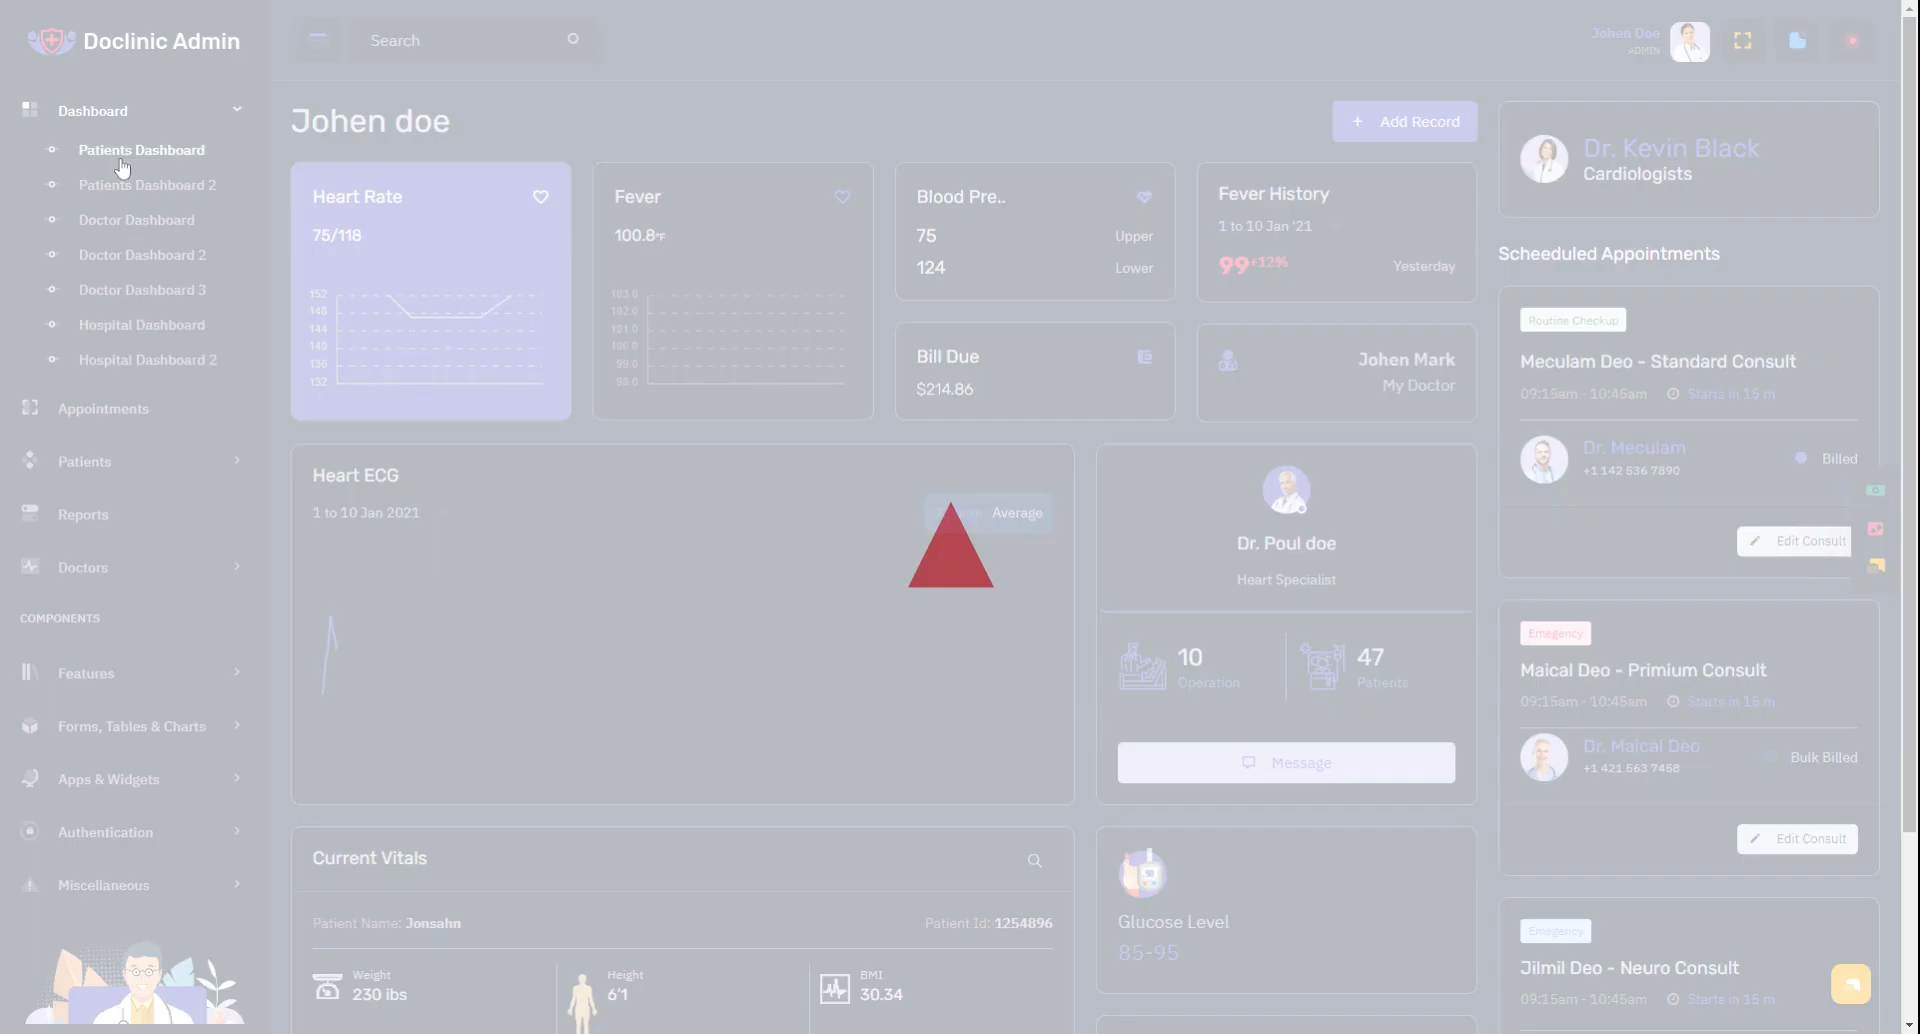 Doclinic Admin
Search
Johen Doe
ADMIN
Dashboard
Patients Dashboard
Patients Dashboard 2
Doctor Dashboard
Doctor Dashboard 2
Doctor Dashboard 3
Hospital Dashboard
Hospital Dashboard 2
Appointments
Patients
Reports
Doctors
COMPONENTS
Features
Forms, Tables & Charts
Apps & Widgets
Authentication
Miscellaneous
Johen doe
+ Add Record
Heart Rate
75/118
152
148
144
140
136
132
Fever
100.8°F
103.0
102.0
101.0
100.0
99.0
98.0
Blood Pre..
75 Upper
124 Lower
Bill Due
$214.86
Fever History
1 to 10 Jan '21
99+12% Yesterday
Johen Mark
My Doctor
Heart ECG
1 to 10 Jan 2021
Average
Dr. Poul doe
Heart Specialist
10
Operation
47
Patients
Message
Current Vitals
Patient Name: Jonsahn
Patient Id: 1254896
Weight
230 ibs
Height
6'1
BMI
30.34
Glucose Level
85-95
Dr. Kevin Black
Cardiologists
Scheeduled Appointments
Routine Checkup
Meculam Deo - Standard Consult
09:15am - 10:45am Starts in 15 m
Dr. Meculam
+1 142 536 7890
Billed
Edit Consult
Emegency
Maical Deo - Primium Consult
09:15am - 10:45am Starts in 15 m
Dr. Maical Deo
+1 421 563 7458
Bulk Billed
Edit Consult
Emegency
Jilmil Deo - Neuro Consult
09:15am - 10:45am Starts in 15 m